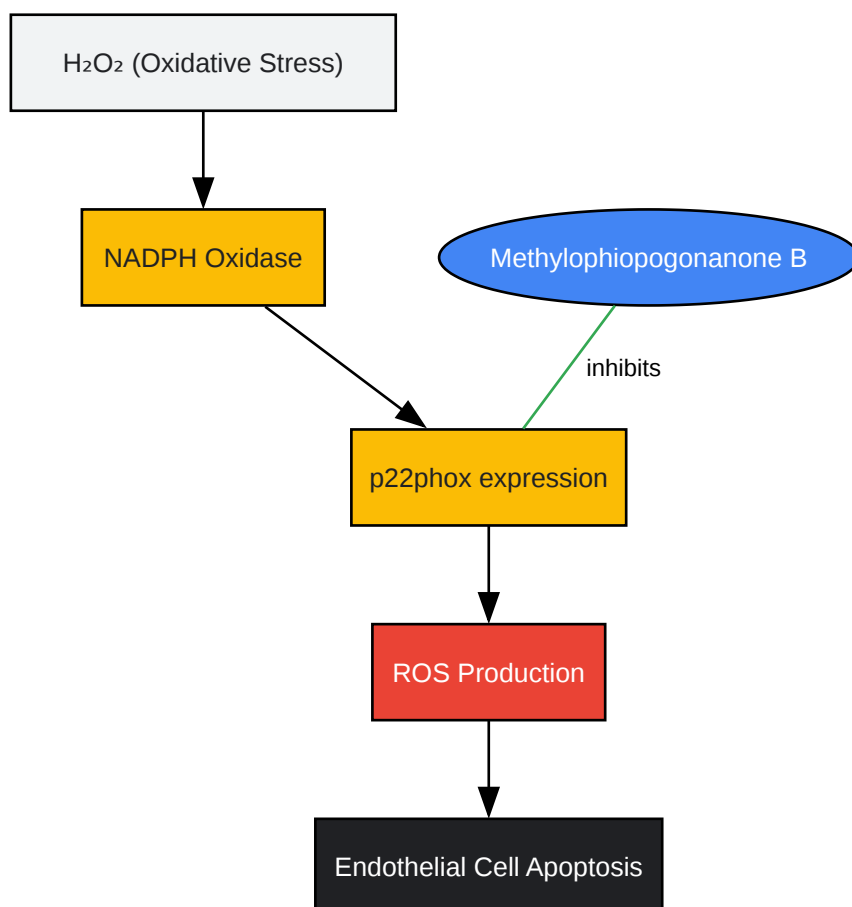 H₂O₂ (Oxidative Stress)
NADPH Oxidase
Methylophiopogonanone B
inhibits
p22phox expression
ROS Production
Endothelial Cell Apoptosis